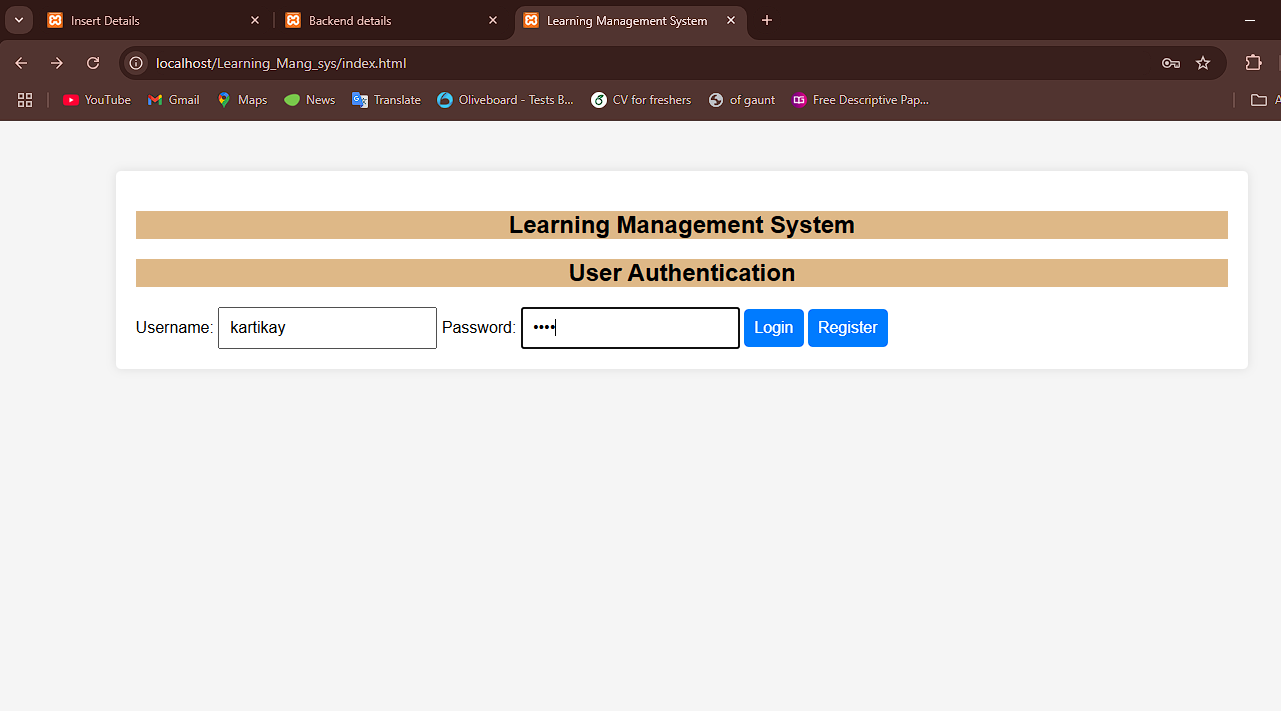 Insert Details
Backend details
Learning Management System
localhost/Learning_Mang_sys/index.html
YouTube Gmail Maps News Translate Oliveboard - Tests B... CV for freshers of gaunt Free Descriptive Pap...
Learning Management System
User Authentication
Username: kartikay Password: •••• Login Register